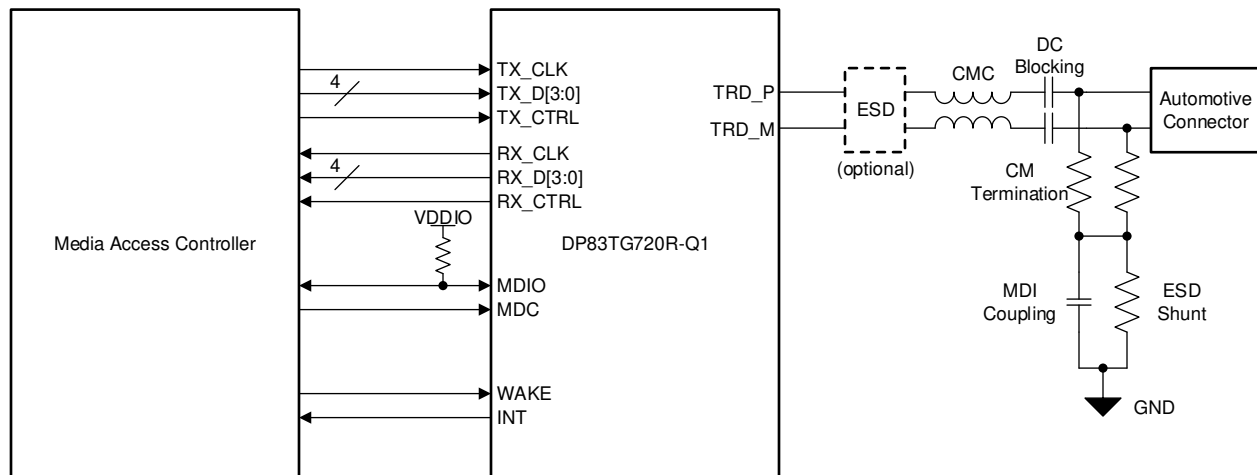 TX_CLK
4
TX_D[3:0]
TX_CTRL
RX_CLK
4
RX_D[3:0]
RX_CTRL
VDDIO
Media Access Controller
DP83TG720R-Q1
MDIO
MDC
WAKE
INT
TRD_P
TRD_M
ESD
(optional)
CMC
DC
Blocking
Automotive
Connector
CM
Termination
MDI
Coupling
ESD
Shunt
GND